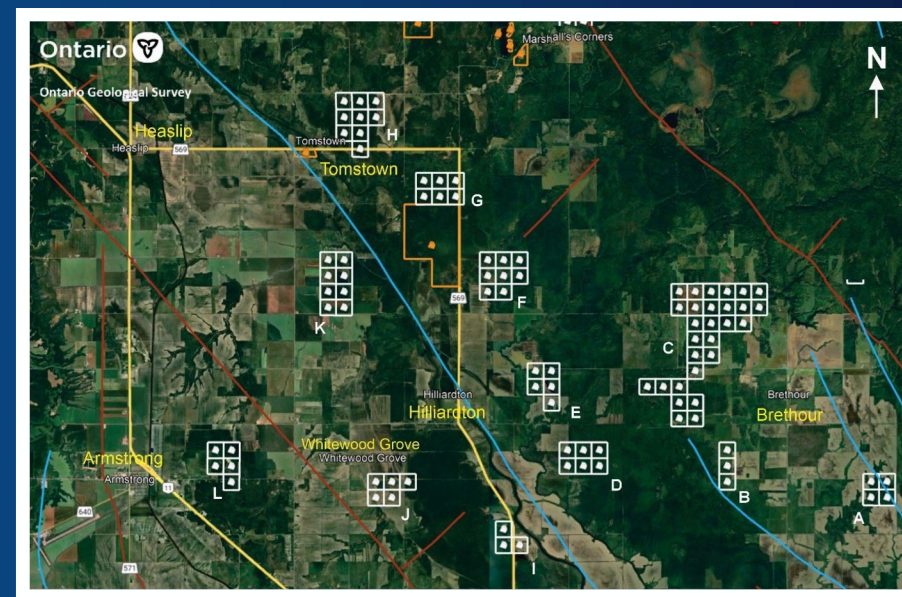 Ontario
Ontario Geological Survey
Marshall's Corners
N
H
Heaslip
Heaslip
569
Tomstown
Tomstown
G
F
569
K
C
E
Hilliardton
Hilliardton
Brethour
Brethour
Whitewood Grove
Whitewood Grove
Armstrong
Armstrong
L
11
J
D
B
A
640
I
571